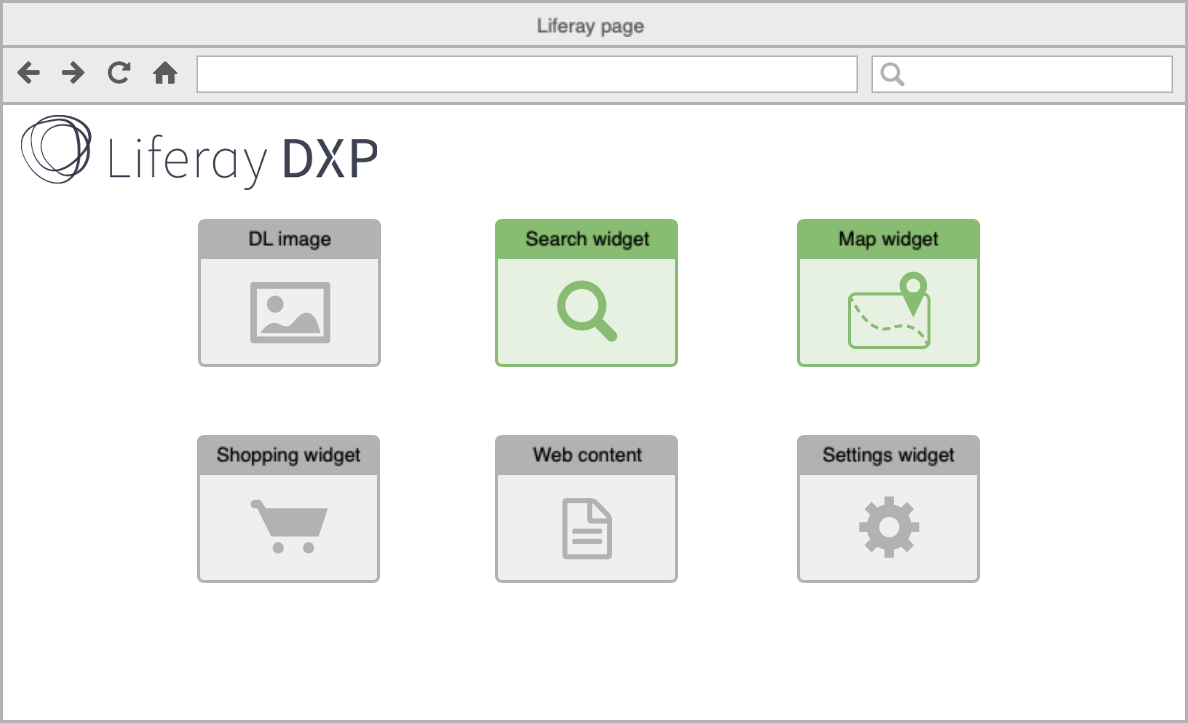 Liferay page
Liferay DXP
DL image
Search widget
Map widget
Shopping widget
Web content
Settings widget